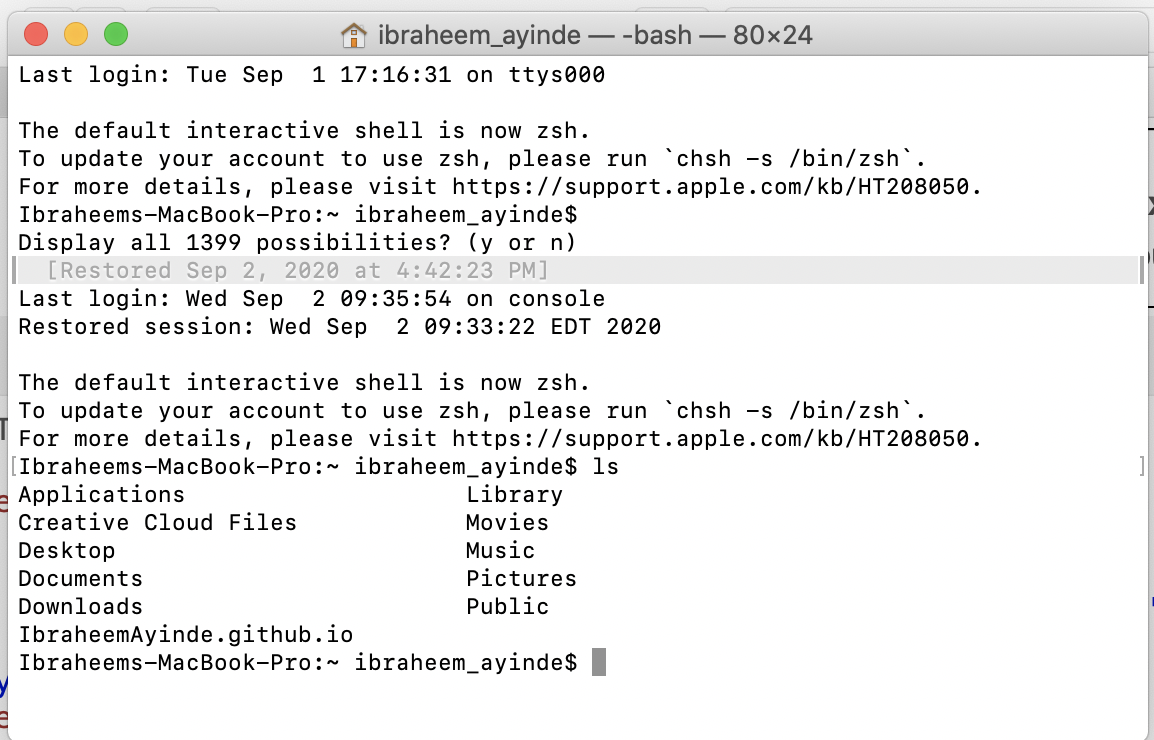 ibraheem_ayinde — -bash — 80×24
Last login: Tue Sep  1 17:16:31 on ttys000
The default interactive shell is now zsh.
To update your account to use zsh, please run `chsh -s /bin/zsh`.
For more details, please visit https://support.apple.com/kb/HT208050.
Ibraheems-MacBook-Pro:~ ibraheem_ayinde$
Display all 1399 possibilities? (y or n)
[Restored Sep 2, 2020 at 4:42:23 PM]
Last login: Wed Sep  2 09:35:54 on console
Restored session: Wed Sep  2 09:33:22 EDT 2020
The default interactive shell is now zsh.
To update your account to use zsh, please run `chsh -s /bin/zsh`.
For more details, please visit https://support.apple.com/kb/HT208050.
[Ibraheems-MacBook-Pro:~ ibraheem_ayinde$ ls ]
Applications Library
Creative Cloud Files Movies
Desktop Music
Documents Pictures
Downloads Public
IbraheemAyinde.github.io
Ibraheems-MacBook-Pro:~ ibraheem_ayinde$